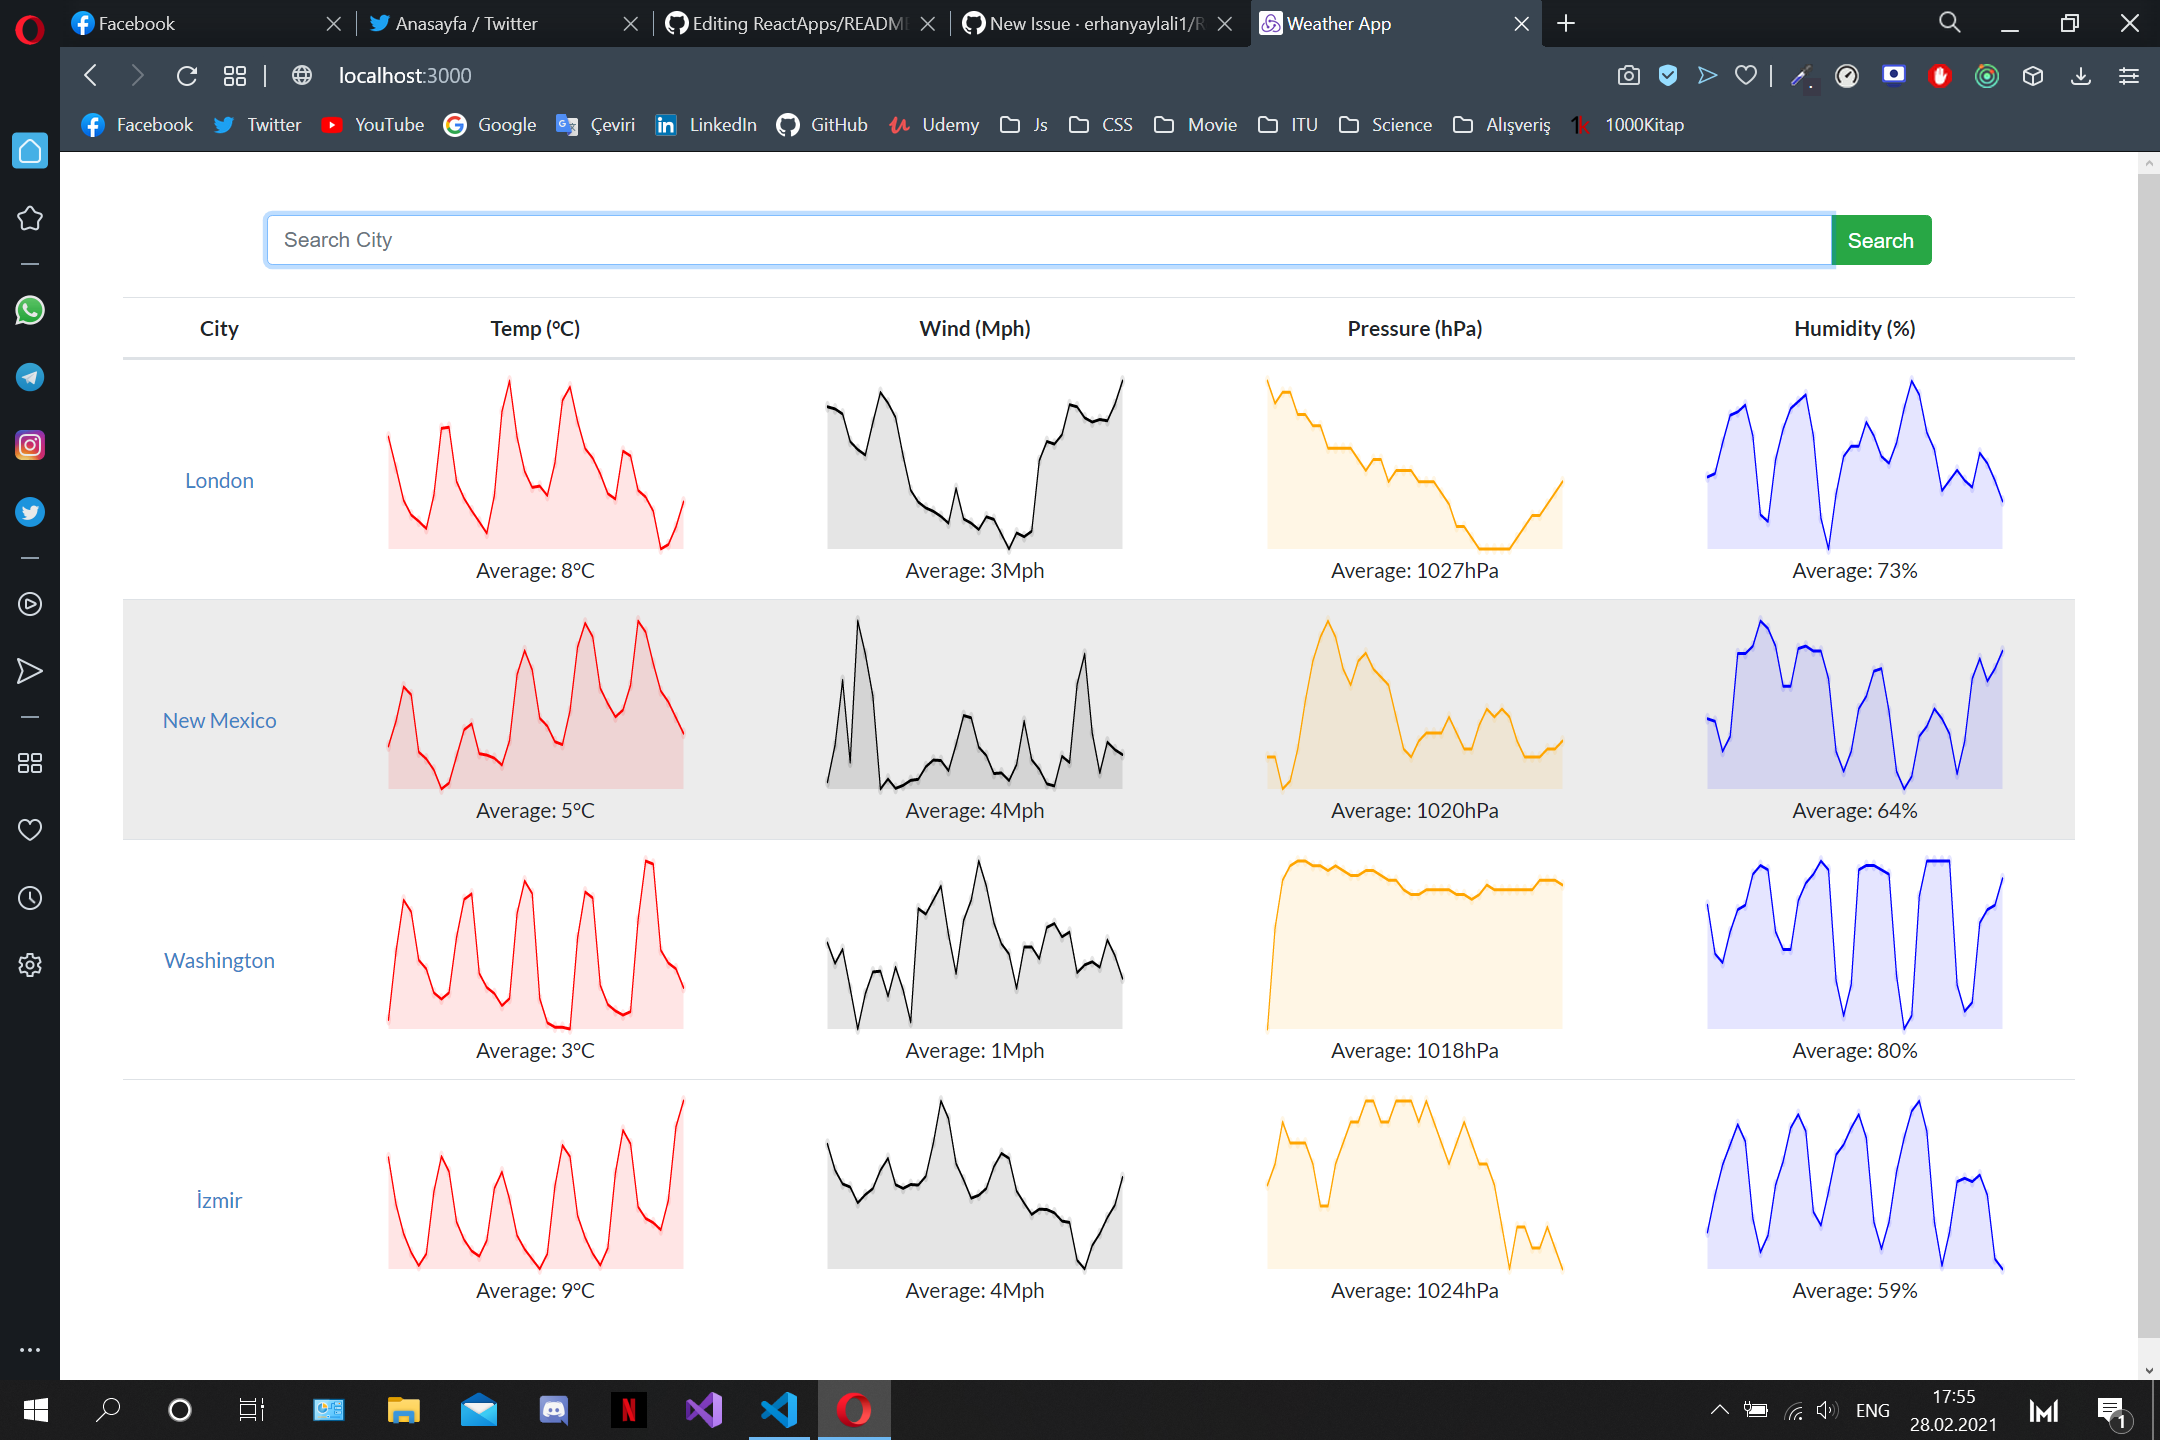 Facebook
Anasayfa / Twitter
Editing ReactApps/README
New Issue · erhanyaylali1/R
Weather App
localhost:3000
Facebook Twitter YouTube Google Çeviri LinkedIn GitHub Udemy Js CSS Movie ITU Science Alışveriş 1000Kitap
Search City
Search
City Temp (°C) Wind (Mph) Pressure (hPa) Humidity (%)
London
Average: 8°C Average: 3Mph Average: 1027hPa Average: 73%
New Mexico
Average: 5°C Average: 4Mph Average: 1020hPa Average: 64%
Washington
Average: 3°C Average: 1Mph Average: 1018hPa Average: 80%
İzmir
Average: 9°C Average: 4Mph Average: 1024hPa Average: 59%
ENG
17:55
28.02.2021
1